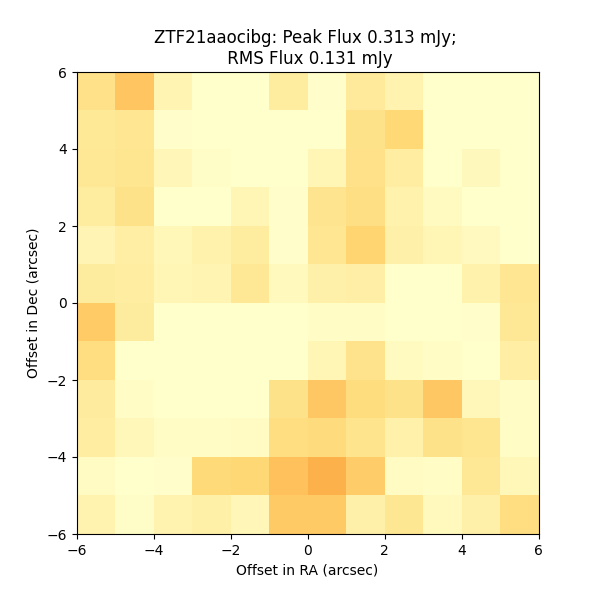 ZTF21aaocibg: Peak Flux 0.313 mJy;
RMS Flux 0.131 mJy
6
4
2
0
−2
−4
−6
Offset in Dec (arcsec)
−6 −4 −2 0 2 4 6
Offset in RA (arcsec)